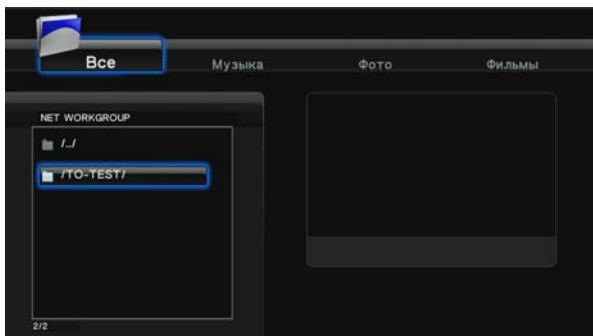 Все Музыка Фото Фильмы
NET WORKGROUP
/../
/TO-TEST/
2/2